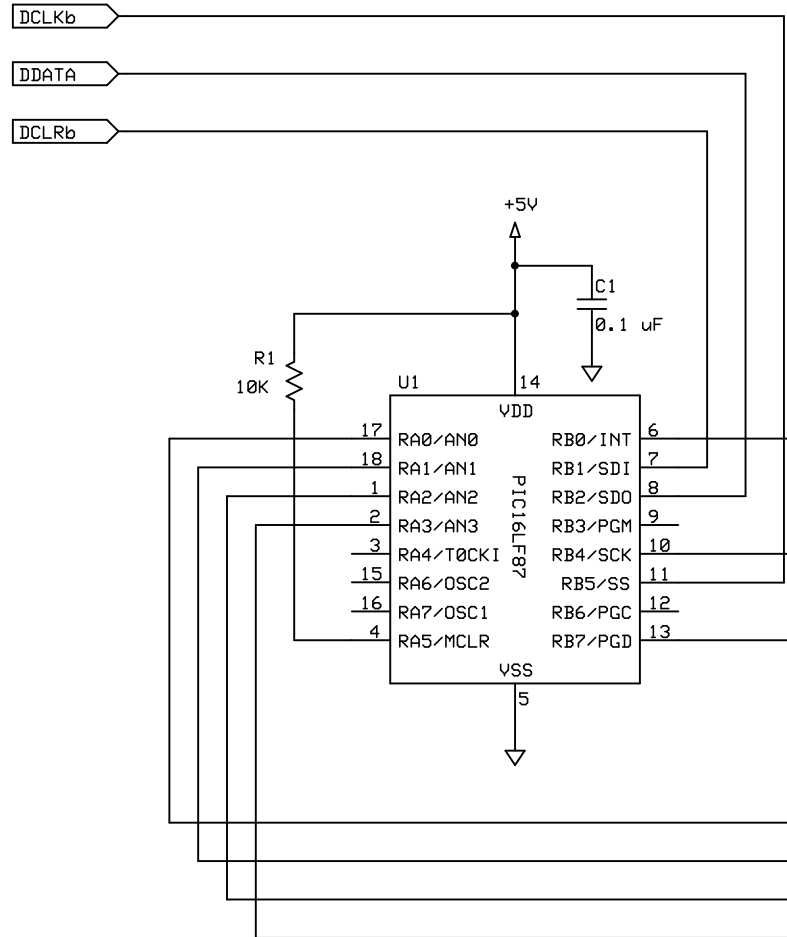 DCLKb
DDATA
DCLRb
+5V
C1
0.1 uF
R1
10K
U1
14
VDD
17 RA0/AN0 RB0/INT 6
18 RA1/AN1 RB1/SDI 7
1 RA2/AN2 RB2/SDO 8
2 RA3/AN3 RB3/PGM 9
3 RA4/T0CKI RB4/SCK 10
15 RA6/OSC2 RB5/SS 11
16 RA7/OSC1 RB6/PGC 12
4 RA5/MCLR RB7/PGD 13
PIC16LF87
VSS
5